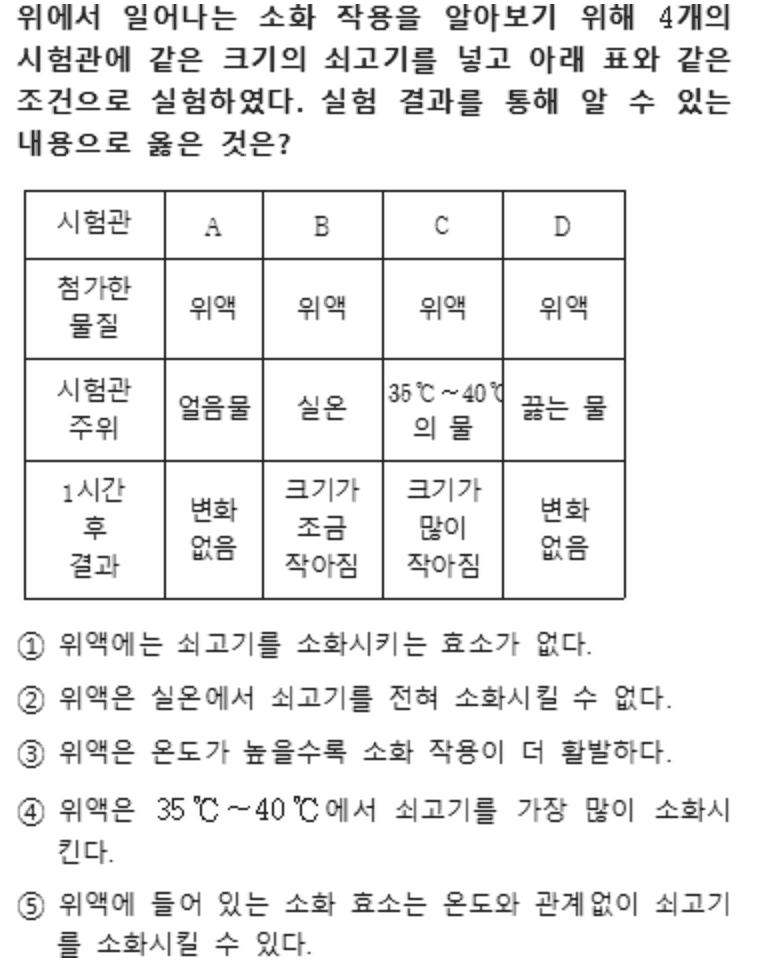 위에서 일어나는 소화 작용을 알아보기 위해 4개의
시험관에 같은 크기의 쇠고기를 넣고 아래 표와 같은
조건으로 실험하였다. 실험 결과를 통해 알 수 있는
내용으로 옳은 것은?
시험관 A B C D
첨가한 물질 위액 위액 위액 위액
시험관 주위 얼음물 실온 35℃～40℃의 물 끓는 물
1시간 후 결과 변화 없음 크기가 조금 작아짐 크기가 많이 작아짐 변화 없음
① 위액에는 쇠고기를 소화시키는 효소가 없다.
② 위액은 실온에서 쇠고기를 전혀 소화시킬 수 없다.
③ 위액은 온도가 높을수록 소화 작용이 더 활발하다.
④ 위액은 35℃～40℃에서 쇠고기를 가장 많이 소화시
킨다.
⑤ 위액에 들어 있는 소화 효소는 온도와 관계없이 쇠고기
를 소화시킬 수 있다.